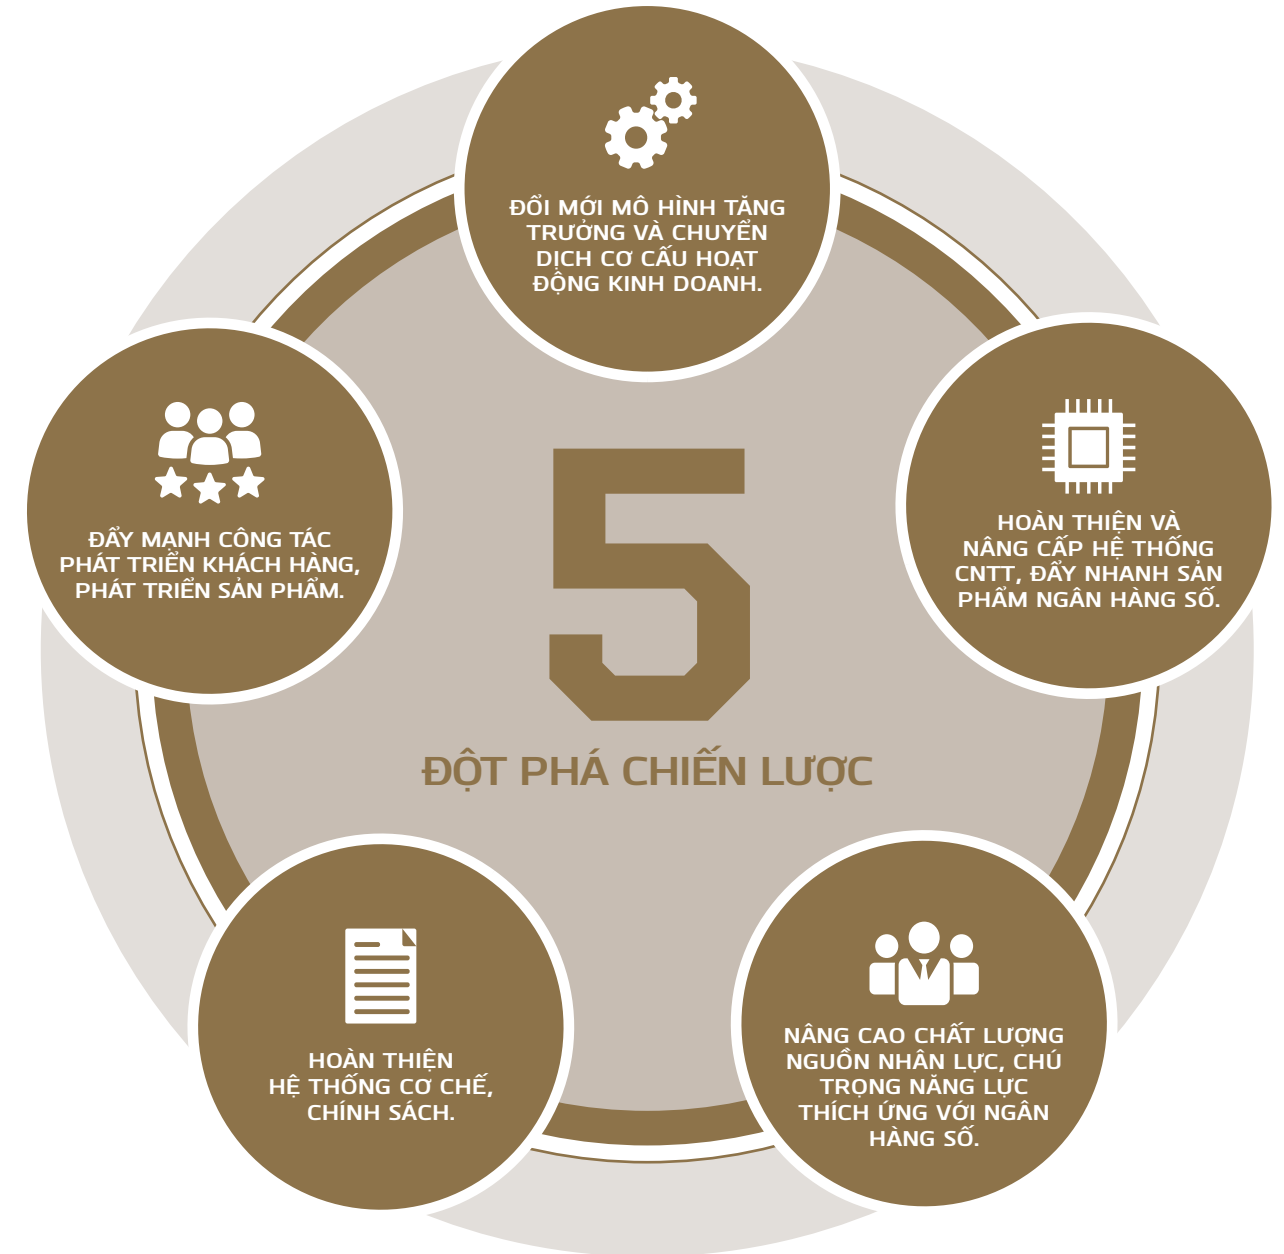 ĐỔI MỚI MÔ HÌNH TĂNG
TRƯỞNG VÀ CHUYỂN
DỊCH CƠ CẤU HOẠT
ĐỘNG KINH DOANH.
HOÀN THIỆN VÀ
NÂNG CẤP HỆ THỐNG
CNTT, ĐẨY NHANH SẢN
PHẨM NGÂN HÀNG SỐ.
ĐẨY MẠNH CÔNG TÁC
PHÁT TRIỂN KHÁCH HÀNG,
PHÁT TRIỂN SẢN PHẨM.
5
ĐỘT PHÁ CHIẾN LƯỢC
NÂNG CAO CHẤT LƯỢNG
NGUỒN NHÂN LỰC, CHÚ
TRỌNG NĂNG LỰC
THÍCH ỨNG VỚI NGÂN
HÀNG SỐ.
HOÀN THIỆN
HỆ THỐNG CƠ CHẾ,
CHÍNH SÁCH.